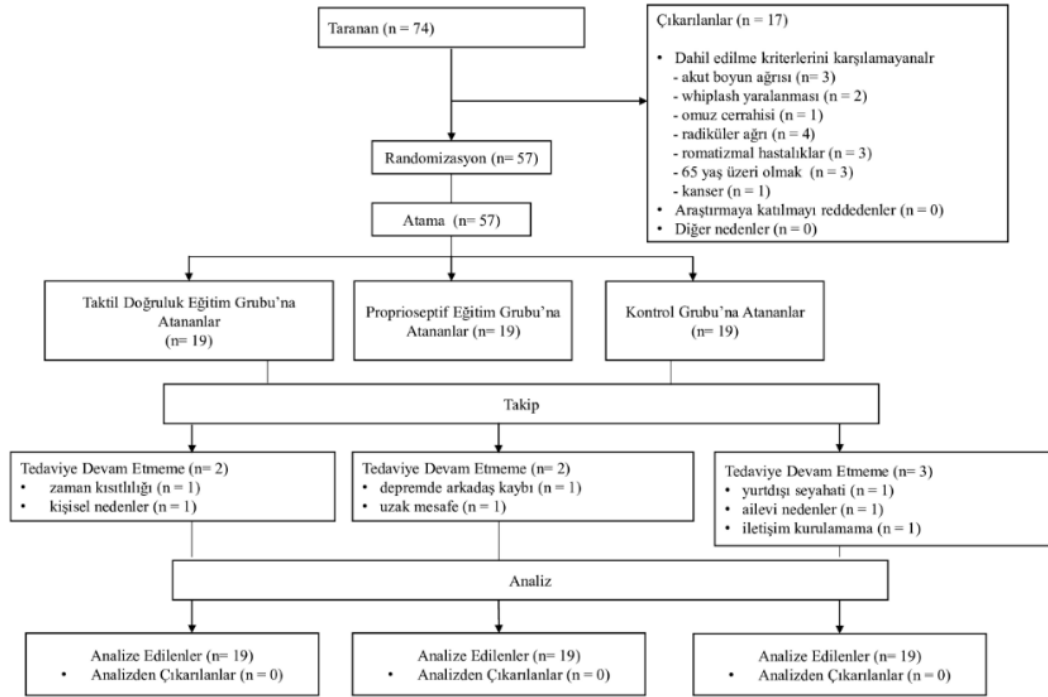 Taranan (n = 74)
Çıkarılanlar (n = 17)
• Dahil edilme kriterlerini karşılamayanalr
- akut boyun ağrısı (n= 3)
- whiplash yaralanması (n = 2)
- omuz cerrahisi (n = 1)
- radiküler ağrı (n = 4)
- romatizmal hastalıklar (n = 3)
- 65 yaş üzeri olmak (n = 3)
- kanser (n = 1)
• Araştırmaya katılmayı reddedenler (n = 0)
• Diğer nedenler (n = 0)
Randomizasyon (n= 57)
Atama (n= 57)
Taktil Doğruluk Eğitim Grubu’na
Atananlar
(n= 19)
Proprioseptif Eğitim Grubu’na
Atananlar (n= 19)
Kontrol Grubu’na Atananlar
(n= 19)
Takip
Tedaviye Devam Etmeme (n= 2)
• zaman kısıtlılığı (n = 1)
• kişisel nedenler (n = 1)
Tedaviye Devam Etmeme (n= 2)
• depremde arkadaş kaybı (n = 1)
• uzak mesafe (n = 1)
Tedaviye Devam Etmeme (n= 3)
• yurtdışı seyahati (n = 1)
• ailevi nedenler (n = 1)
• iletişim kurulamama (n = 1)
Analiz
Analize Edilenler (n= 19)
• Analizden Çıkarılanlar (n = 0)
Analize Edilenler (n= 19)
• Analizden Çıkarılanlar (n = 0)
Analize Edilenler (n= 19)
• Analizden Çıkarılanlar (n = 0)